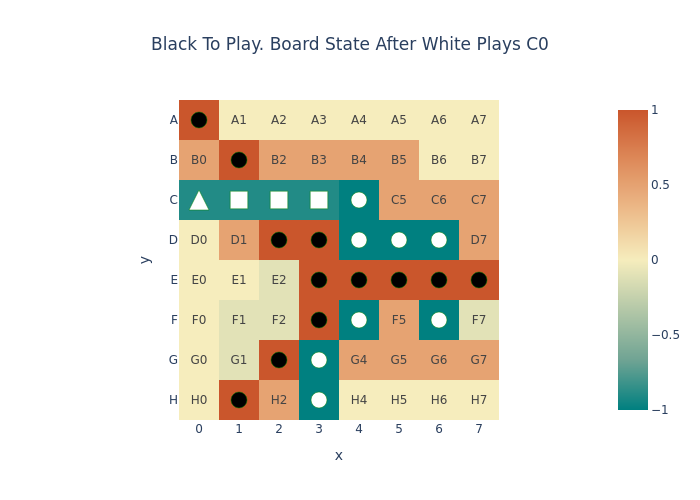 Black To Play. Board State After White Plays C0
A A1 A2 A3 A4 A5 A6 A7
B B0 B2 B3 B4 B5 B6 B7
C C5 C6 C7
D D0 D1 D7
E E0 E1 E2
F F0 F1 F2 F5 F7
G G0 G1 G4 G5 G6 G7
H H0 H2 H4 H5 H6 H7
0 1 2 3 4 5 6 7
x
y
1
0.5
0
−0.5
−1